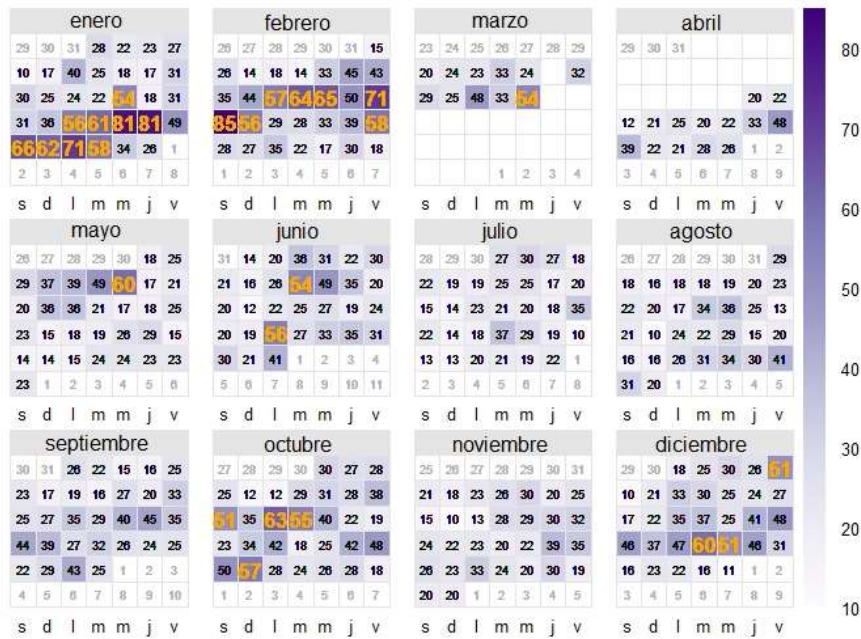 enero febrero marzo abril
29 30 31 28 22 23 27 26 27 28 29 30 31 15 23 24 25 26 27 28 29 29 30 31
10 17 40 25 18 17 31 26 14 18 14 33 45 43 20 24 23 33 24 32
30 25 24 22 54 18 31 35 44 57 64 65 50 71 29 25 48 33 54 20 22
31 36 56 61 81 81 49 85 56 29 28 33 39 58 12 21 25 20 22 33 48
66 62 71 58 34 26 1 28 27 35 22 17 30 18 39 22 21 28 26 1 2
2 3 4 5 6 7 8 1 2 3 4 5 6 7 1 2 3 4 3 4 5 6 7 8 9
s d l m m j v s d l m m j v s d l m m j v s d l m m j v
mayo junio julio agosto
26 27 28 29 30 18 25 31 14 20 36 31 22 30 28 29 30 27 30 27 18 26 27 28 29 30 31 29
29 37 39 49 60 17 21 21 16 26 54 49 35 20 22 19 19 25 25 17 20 18 16 18 18 19 20 23
20 36 36 21 17 18 25 20 12 22 25 27 19 24 15 14 23 21 20 18 35 22 20 17 34 36 25 13
23 15 18 19 26 29 15 20 19 56 27 33 35 31 22 14 18 37 29 19 10 21 10 24 22 29 15 20
14 14 15 24 24 23 23 30 21 41 1 2 3 4 13 13 20 21 19 22 1 16 16 26 31 34 30 41
23 1 2 3 4 5 6 5 6 7 8 9 10 11 2 3 4 5 6 7 8 31 20 1 2 3 4 5
s d l m m j v s d l m m j v s d l m m j v s d l m m j v
septiembre octubre noviembre diciembre
30 31 26 22 15 16 25 27 28 29 30 30 27 28 25 26 27 28 29 30 31 29 30 18 25 30 26 51
23 17 19 16 27 20 33 25 12 12 29 31 28 38 21 18 23 26 30 20 25 10 21 33 30 25 24 27
25 27 35 29 40 45 35 51 35 63 55 40 22 19 15 10 13 28 29 30 32 17 22 35 37 25 41 48
44 39 27 32 26 24 25 23 34 42 18 25 42 48 24 22 23 20 22 39 35 46 37 47 60 51 46 31
22 29 43 25 1 2 3 50 57 28 24 26 28 18 26 23 33 24 20 30 19 16 23 22 16 11 1 2
4 5 6 7 8 9 10 1 2 3 4 5 6 7 20 20 1 2 3 4 5 3 4 5 6 7 8 9
s d l m m j v s d l m m j v s d l m m j v s d l m m j v
80
70
60
50
40
30
20
10